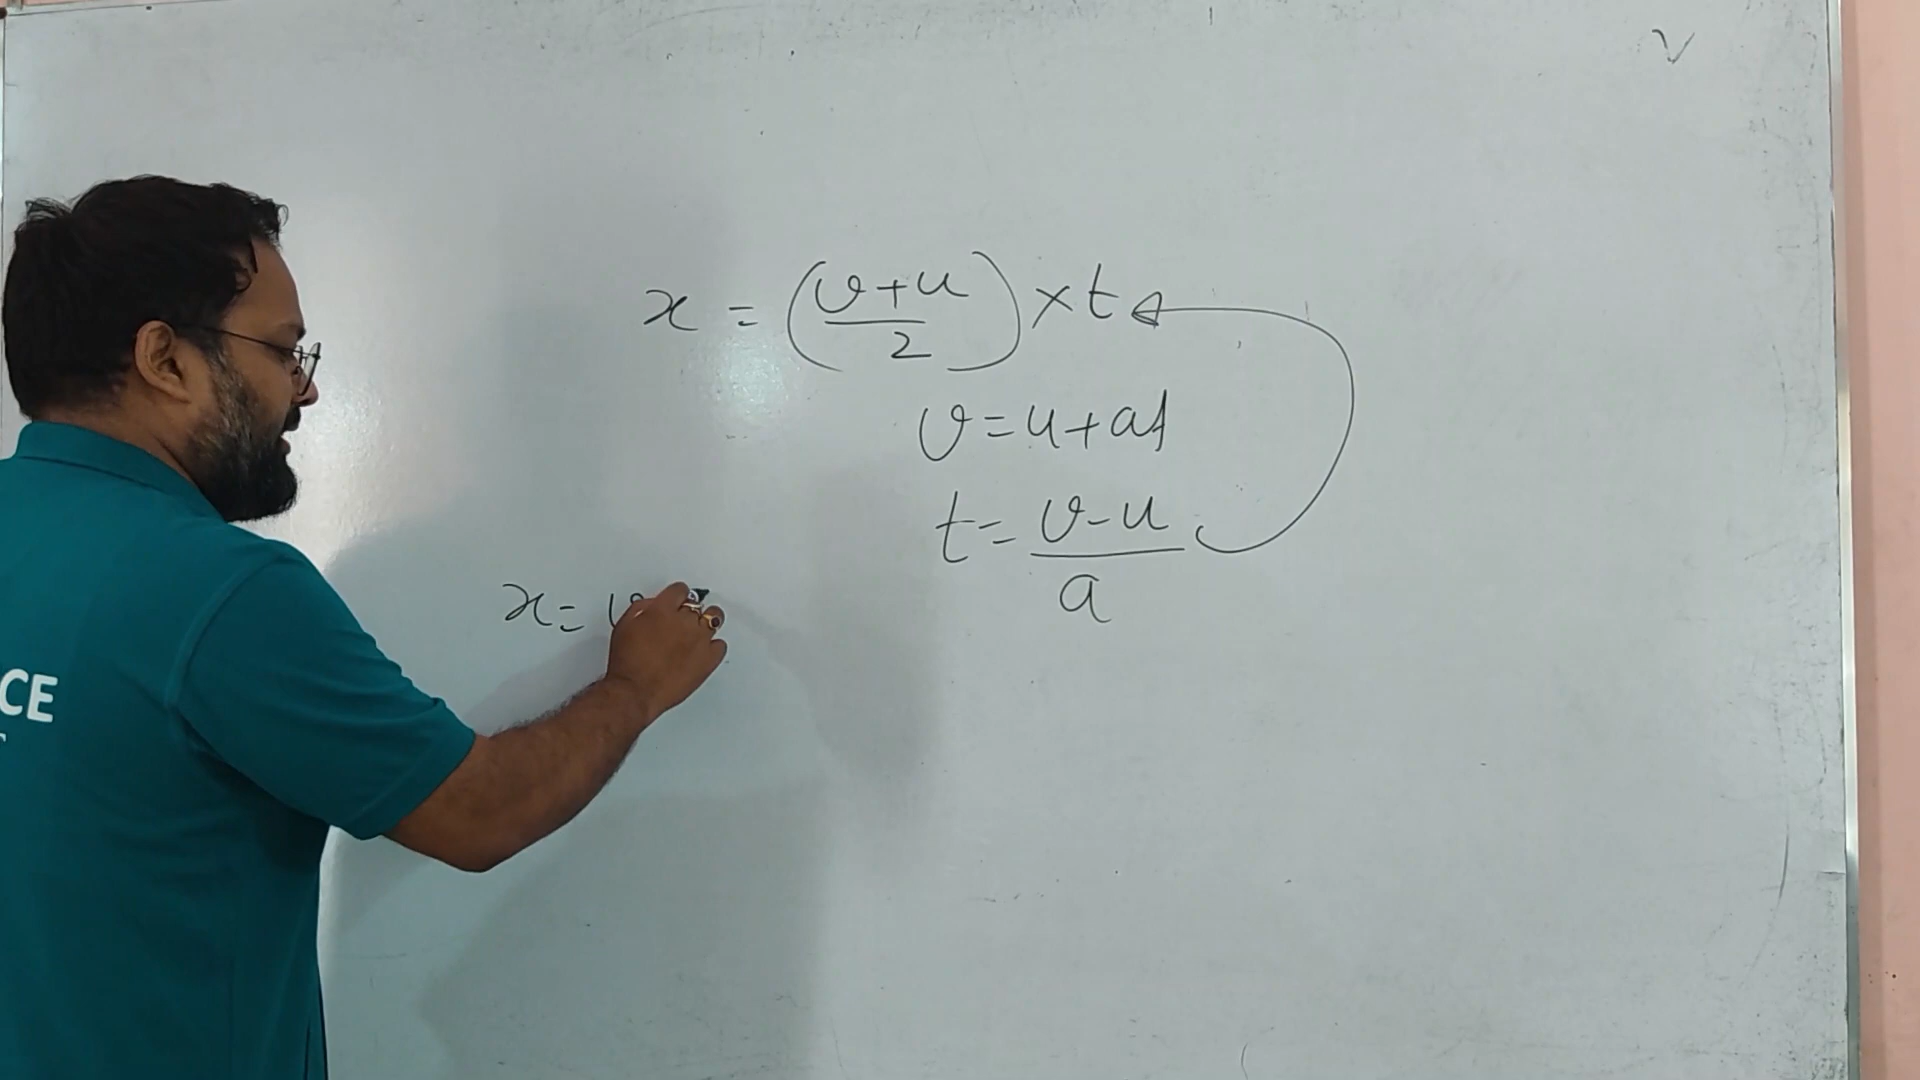 V
x = (v+u/2) × t
v = u + at
t = v-u/a
x = v
CE